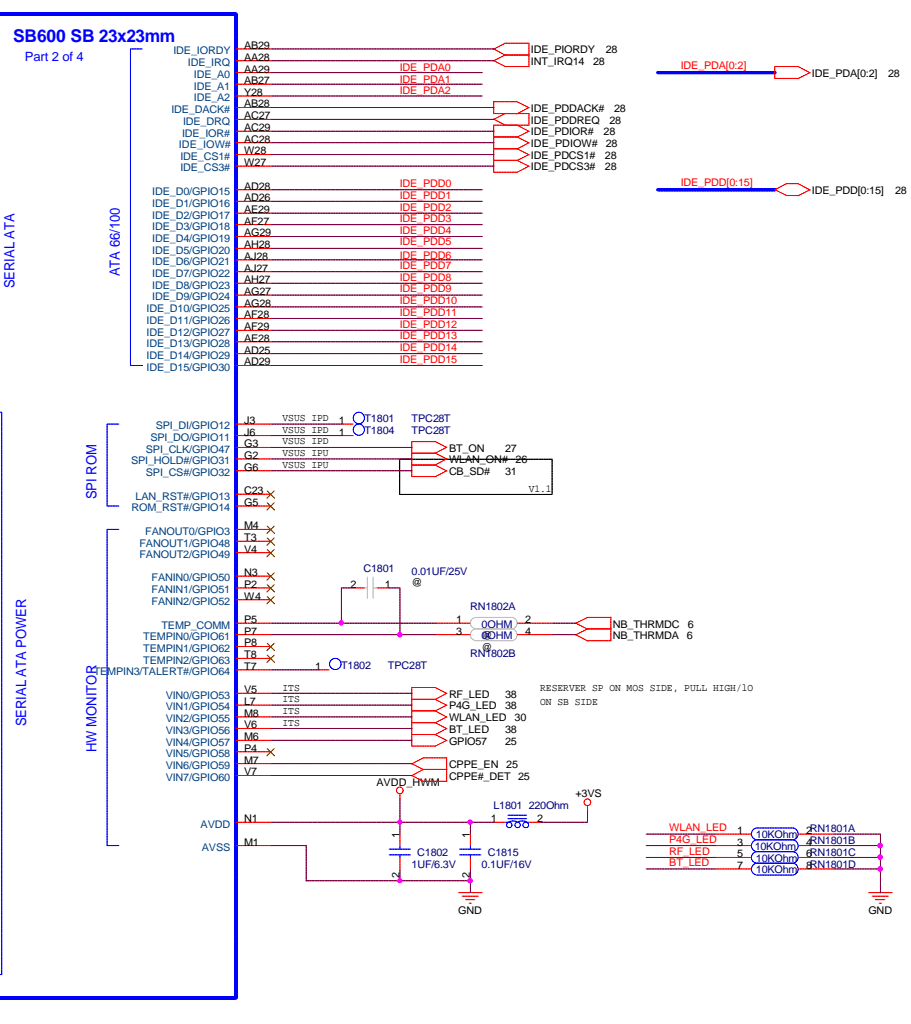 SB600 SB 23x23mm
Part 2 of 4
SERIAL ATA
ATA 66/100
IDE_IORDY AB29 IDE_PIORDY 28
IDE_IRQ AA28 INT_IRQ14 28
IDE_A0 AA29 IDE_PDA0
IDE_A1 AB27 IDE_PDA1
IDE_A2 Y28 IDE_PDA2
IDE_PDA[0:2] IDE_PDA[0:2] 28
IDE_DACK# AB28 IDE_PDDACK# 28
IDE_DRQ AC27 IDE_PDDREQ 28
IDE_IOR# AC29 IDE_PDIOR# 28
IDE_IOW# AC28 IDE_PDIOW# 28
IDE_CS1# W28 IDE_PDCS1# 28
IDE_CS3# W27 IDE_PDCS3# 28
IDE_PDD[0:15] IDE_PDD[0:15] 28
IDE_D0/GPIO15 AD28 IDE_PDD0
IDE_D1/GPIO16 AD26 IDE_PDD1
IDE_D2/GPIO17 AE29 IDE_PDD2
IDE_D3/GPIO18 AF27 IDE_PDD3
IDE_D4/GPIO19 AG29 IDE_PDD4
IDE_D5/GPIO20 AH28 IDE_PDD5
IDE_D6/GPIO21 AJ28 IDE_PDD6
IDE_D7/GPIO22 AJ27 IDE_PDD7
IDE_D8/GPIO23 AH27 IDE_PDD8
IDE_D9/GPIO24 AG27 IDE_PDD9
IDE_D10/GPIO25 AG28 IDE_PDD10
IDE_D11/GPIO26 AF28 IDE_PDD11
IDE_D12/GPIO27 AF29 IDE_PDD12
IDE_D13/GPIO28 AE28 IDE_PDD13
IDE_D14/GPIO29 AD25 IDE_PDD14
IDE_D15/GPIO30 AD29 IDE_PDD15
SPI ROM
SPI_DI/GPIO12 J3 VSUS IPD 1 T1801 TPC28T
SPI_DO/GPIO11 J6 VSUS IPD 1 T1804 TPC28T
SPI_CLK/GPIO47 G3 VSUS IPD BT_ON 27
SPI_HOLD#/GPIO31 G2 VSUS IPU WLAN_ON# 26
SPI_CS#/GPIO32 G6 VSUS IPU CB_SD# 31
V1.1
LAN_RST#/GPIO13 C23
ROM_RST#/GPIO14 G5
SERIAL ATA POWER
HW MONITOR
FANOUT0/GPIO3 M4
FANOUT1/GPIO48 T3
FANOUT2/GPIO49 V4
FANIN0/GPIO50 N3
FANIN1/GPIO51 P2
FANIN2/GPIO52 W4
C1801 0.01UF/25V
2 1 @
RN1802A
TEMP_COMM P5 1 0OHM 2 NB_THRMDC 6
TEMPIN0/GPIO61 P7 3 0OHM 4 NB_THRMDA 6
@
@
RN1802B
TEMPIN1/GPIO62 P8
TEMPIN2/GPIO63 T8
TEMPIN3/TALERT#/GPIO64 T7 1 T1802 TPC28T
VIN0/GPIO53 V5 ITS RF_LED 38
VIN1/GPIO54 L7 ITS P4G_LED 38
VIN2/GPIO55 M8 ITS WLAN_LED 30
VIN3/GPIO56 V6 ITS BT_LED 38
VIN4/GPIO57 M6 GPIO57 25
VIN5/GPIO58 P4
VIN6/GPIO59 M7 CPPE_EN 25
VIN7/GPIO60 V7 CPPE#_DET 25
RESERVER SP ON MOS SIDE, PULL HIGH/lO
ON SB SIDE
AVDD_HWM
+3VS
L1801 220Ohm
1 2
AVDD N1
AVSS M1
1 1
C1802 C1815
1UF/6.3V 0.1UF/16V
2 2
GND
WLAN_LED 1 10KOhm 2 RN1801A
P4G_LED 3 10KOhm 4 RN1801B
RF_LED 5 10KOhm 6 RN1801C
BT_LED 7 10KOhm 8 RN1801D
GND